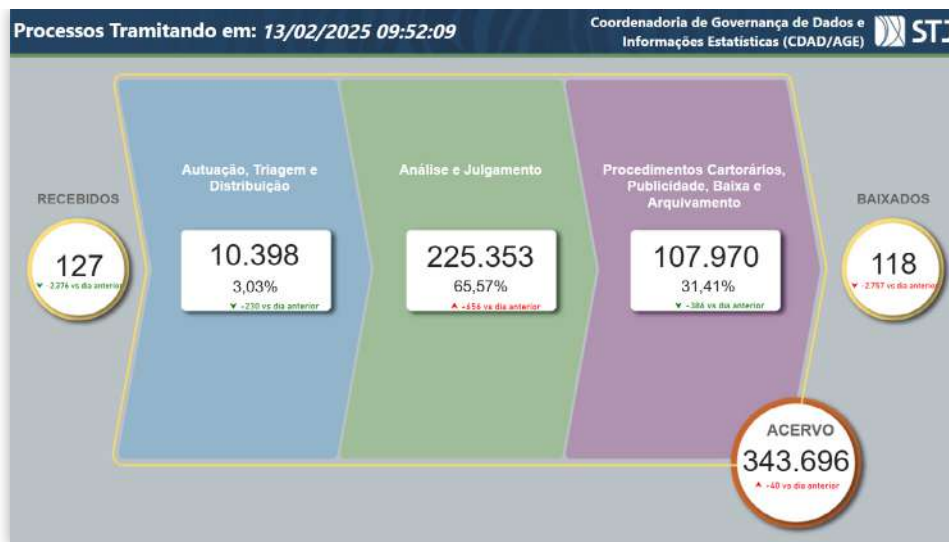 Processos Tramitando em: 13/02/2025 09:52:09
Coordenadoria de Governança de Dados e
Informações Estatísticas (CDAD/AGE)
STJ
RECEBIDOS
127
-2.376 vs dia anterior
Autuação, Triagem e
Distribuição
10.398
3,03%
-230 vs dia anterior
Análise e Julgamento
225.353
65,57%
-656 vs dia anterior
Procedimentos Cartorários,
Publicidade, Baixa e
Arquivamento
107.970
31,41%
-386 vs dia anterior
BAIXADOS
118
-2.757 vs dia anterior
ACERVO
343.696
-40 vs dia anterior